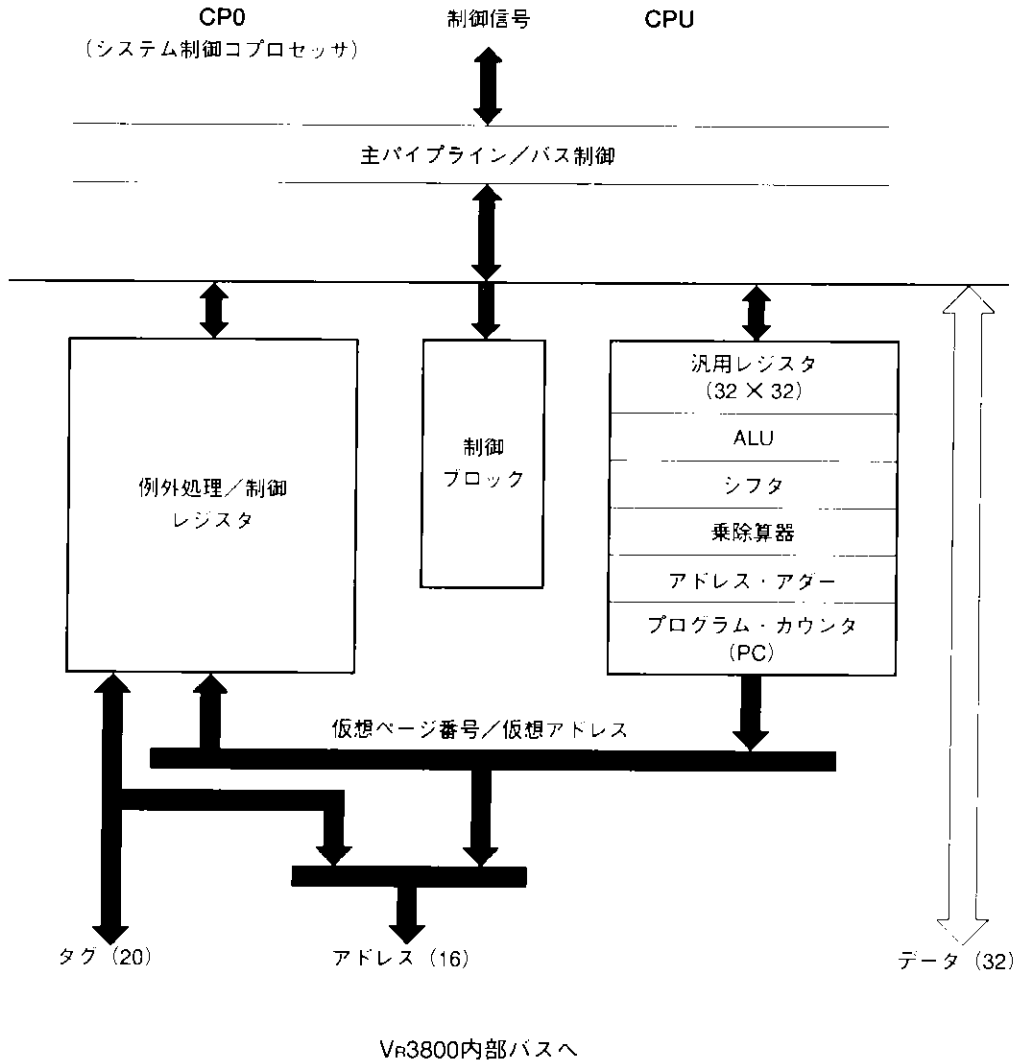 CP0
(システム制御コプロセッサ)
制御信号
CPU
主パイプライン/バス制御
例外処理/制御
レジスタ
制御
ブロック
汎用レジスタ
(32 × 32)
ALU
シフタ
乗除算器
アドレス・アダー
プログラム・カウンタ
(PC)
仮想ページ番号/仮想アドレス
タグ (20)
アドレス (16)
データ (32)
VR3800内部バスへ